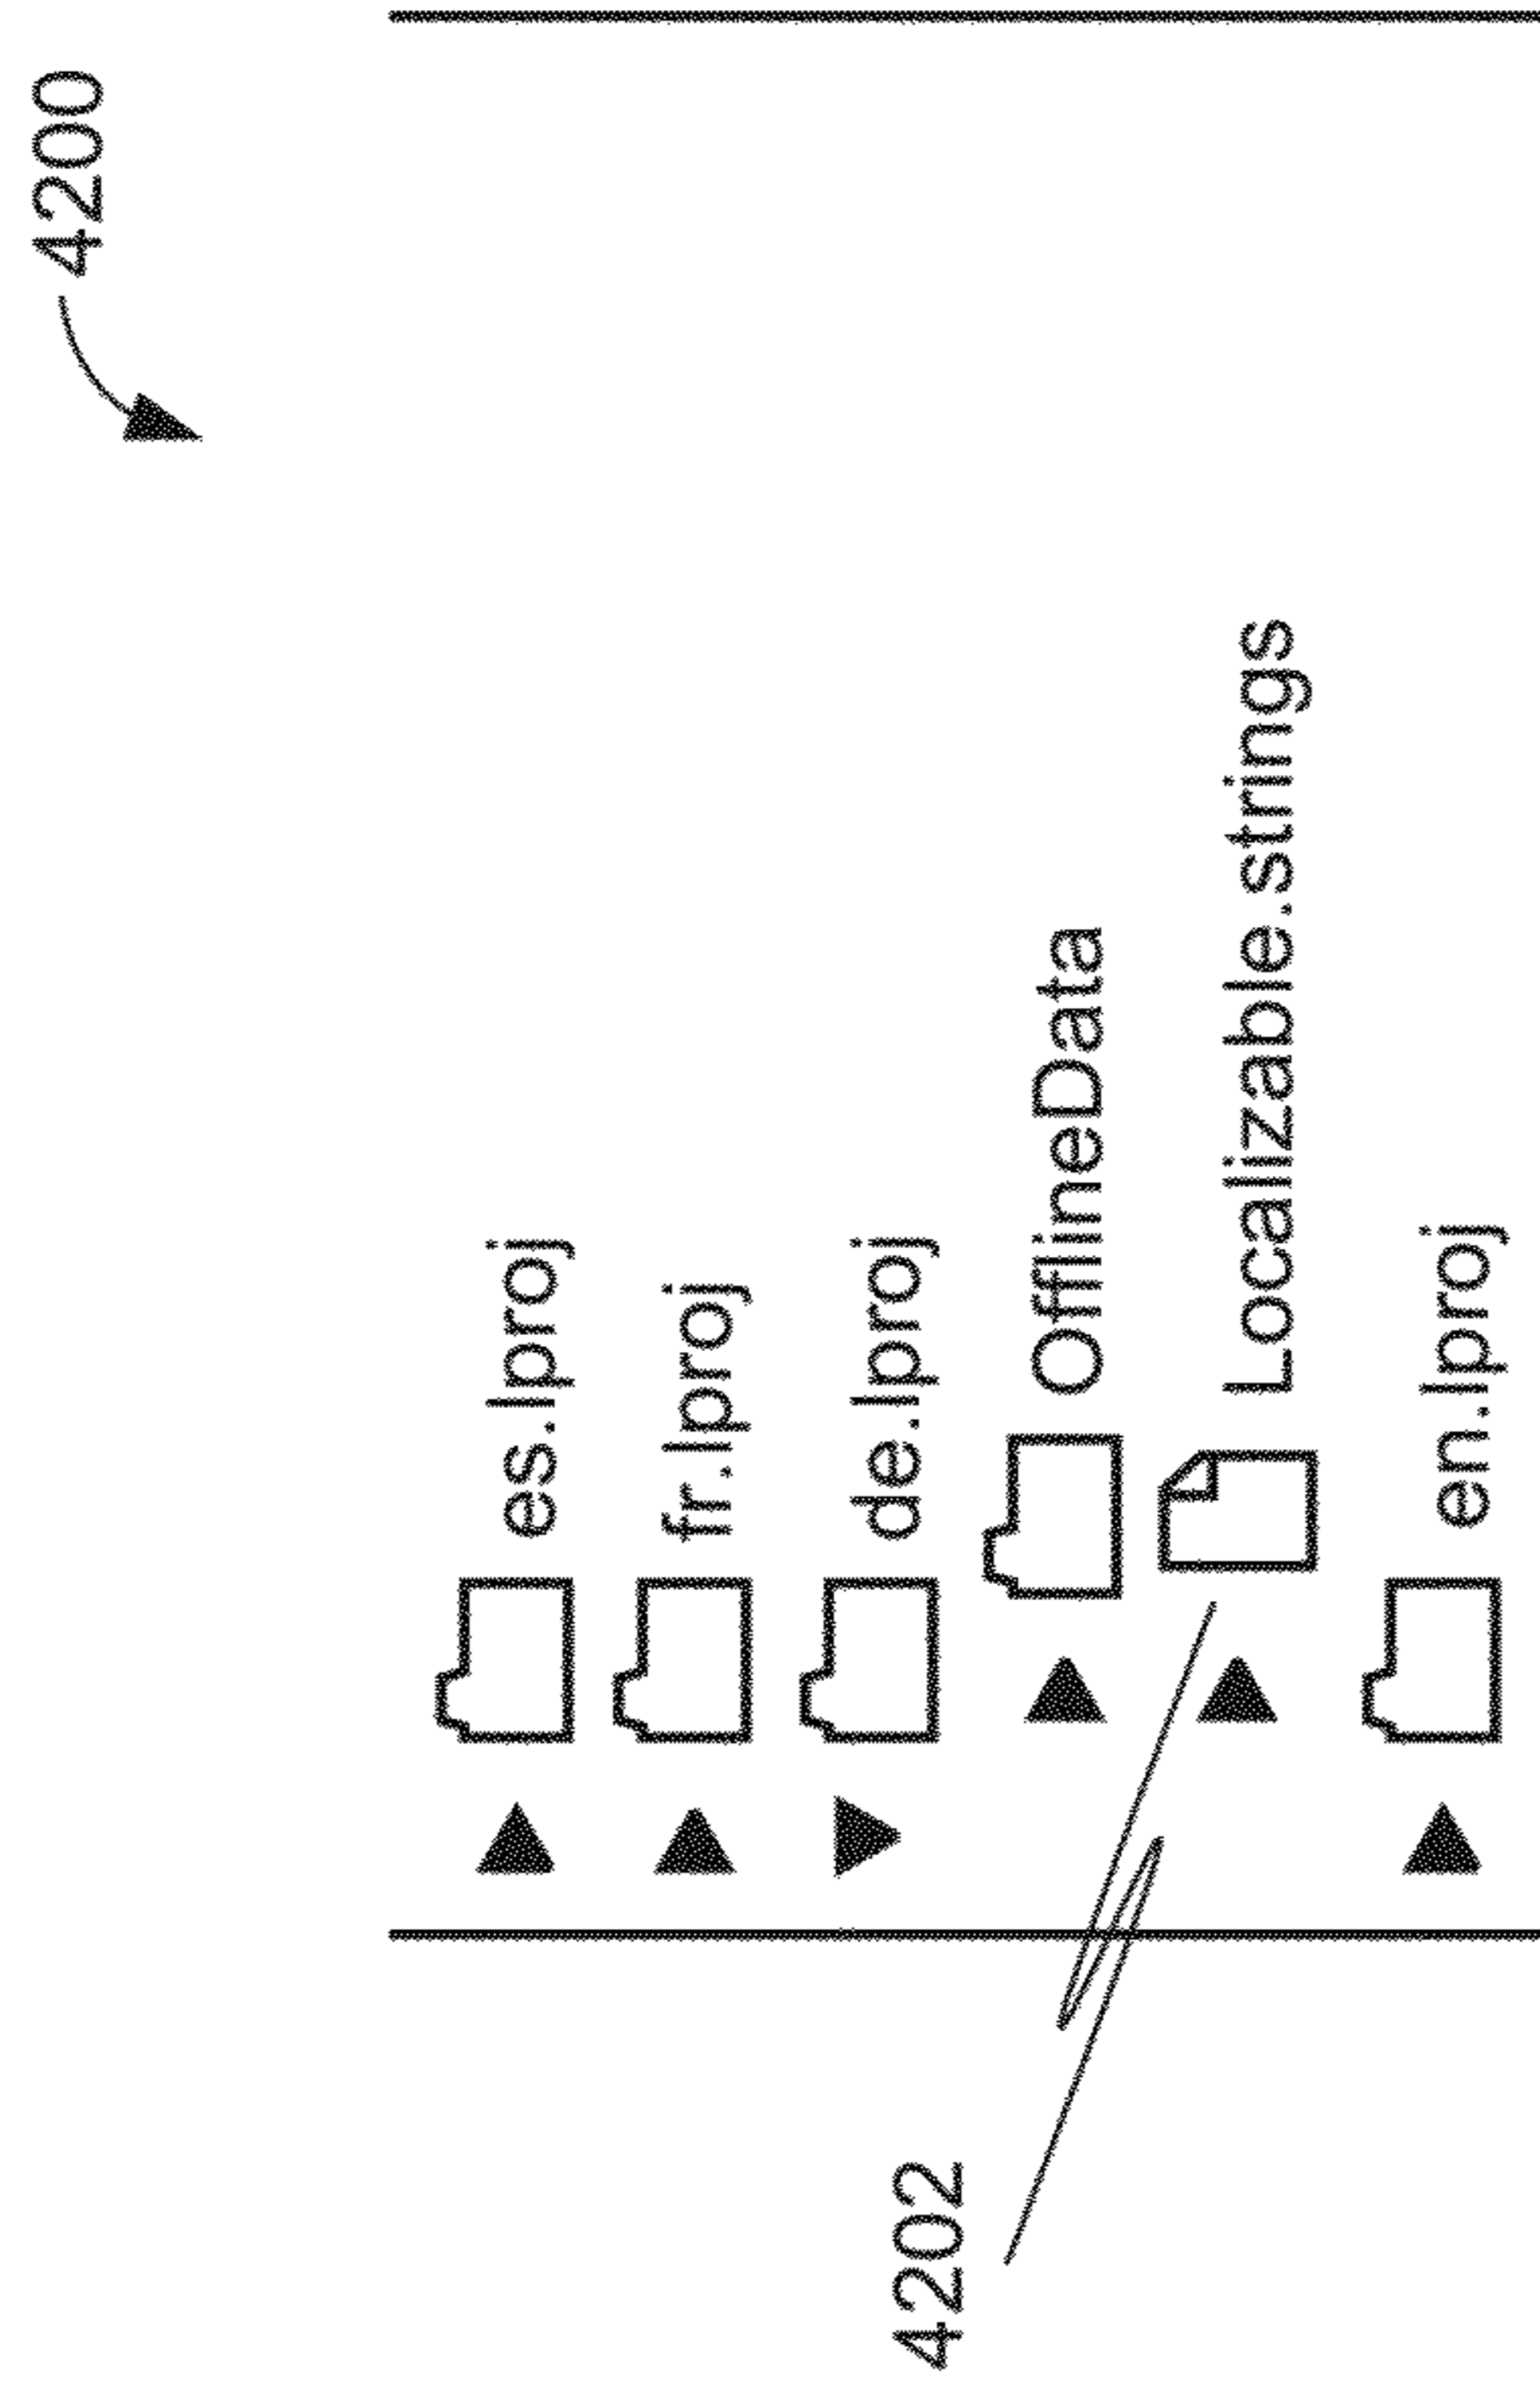 4200
es.lproj
fr.lproj
de.lproj
4202
OfflineData
Localizable.strings
en.lproj